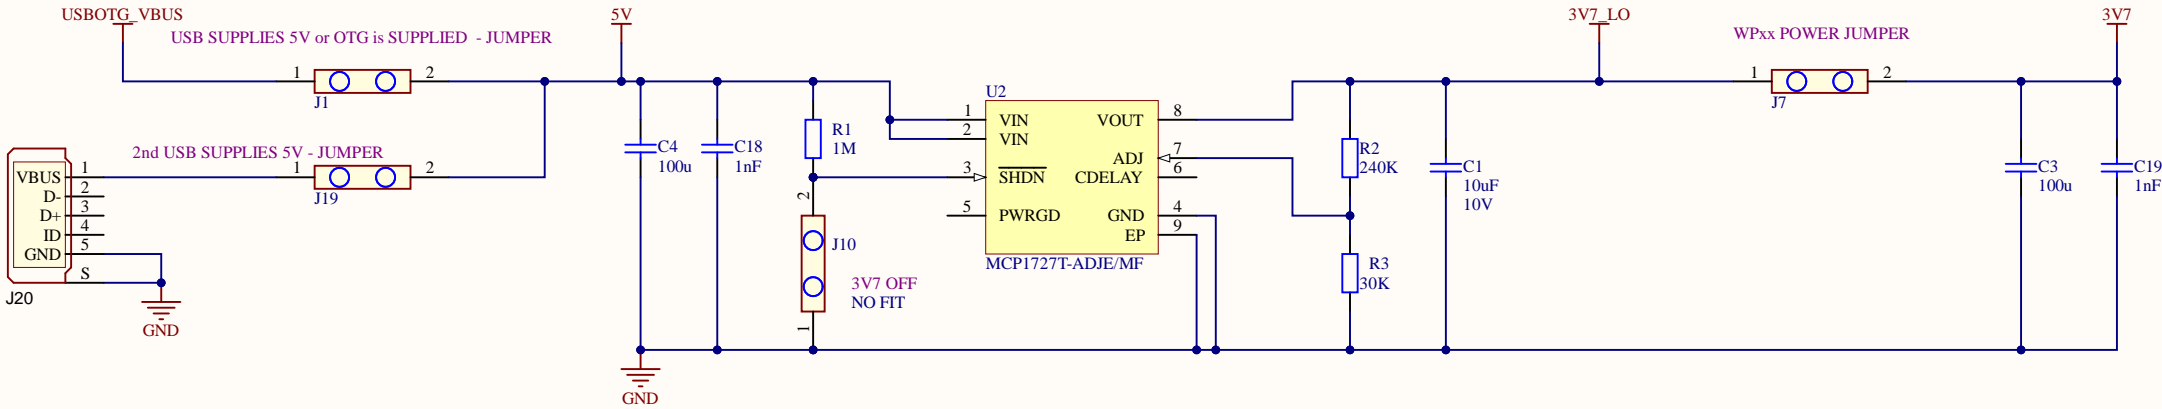 USBOTG_VBUS
5V
3V7_LO
3V7
USB SUPPLIES 5V or OTG is SUPPLIED - JUMPER
WPxx POWER JUMPER
1
2
J1
1
2
J7
2nd USB SUPPLIES 5V - JUMPER
1
2
J19
VBUS
D-
D+
ID
GND
1
2
3
4
5
S
J20
GND
C4
100u
C18
1nF
R1
1M
2
J10
1
3V7 OFF
NO FIT
U2
1
VIN
2
VIN
3
SHDN
5
PWRGD
VOUT
8
ADJ
7
CDELAY
6
GND
4
EP
9
MCP1727T-ADJE/MF
R2
240K
R3
30K
C1
10uF
10V
C3
100u
C19
1nF
GND